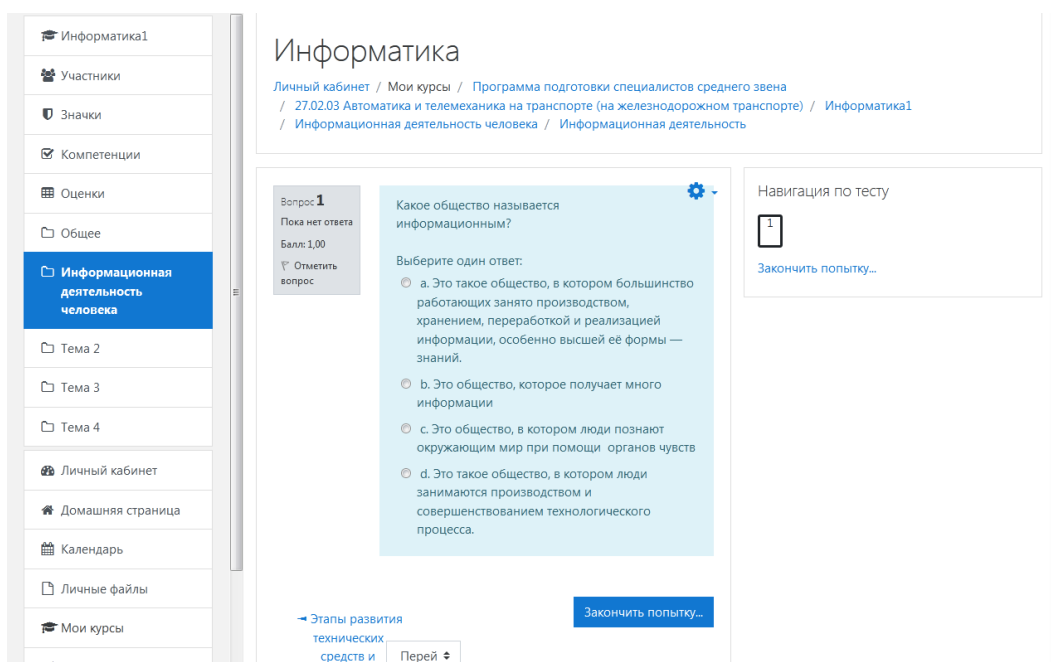 Информатика1
Участники
Значки
Компетенции
Оценки
Общее
Информационная
деятельность
человека
Тема 2
Тема 3
Тема 4
Личный кабинет
Домашняя страница
Календарь
Личные файлы
Мои курсы
Информатика
Личный кабинет / Мои курсы / Программа подготовки специалистов среднего звена
/ 27.02.03 Автоматика и телемеханика на транспорте (на железнодорожном транспорте) / Информатика1
/ Информационная деятельность человека / Информационная деятельность
Вопрос 1
Пока нет ответа
Балл: 1,00
Отметить
вопрос
Какое общество называется
информационным?
Выберите один ответ:
a. Это такое общество, в котором большинство
работающих занято производством,
хранением, переработкой и реализацией
информации, особенно высшей её формы —
знаний.
b. Это общество, которое получает много
информации
c. Это общество, в котором люди познают
окружающим мир при помощи органов чувств
d. Это такое общество, в котором люди
занимаются производством и
совершенствованием технологического
процесса.
Закончить попытку...
◄ Этапы развития
технических
средств и
Перей
Навигация по тесту
1
Закончить попытку...